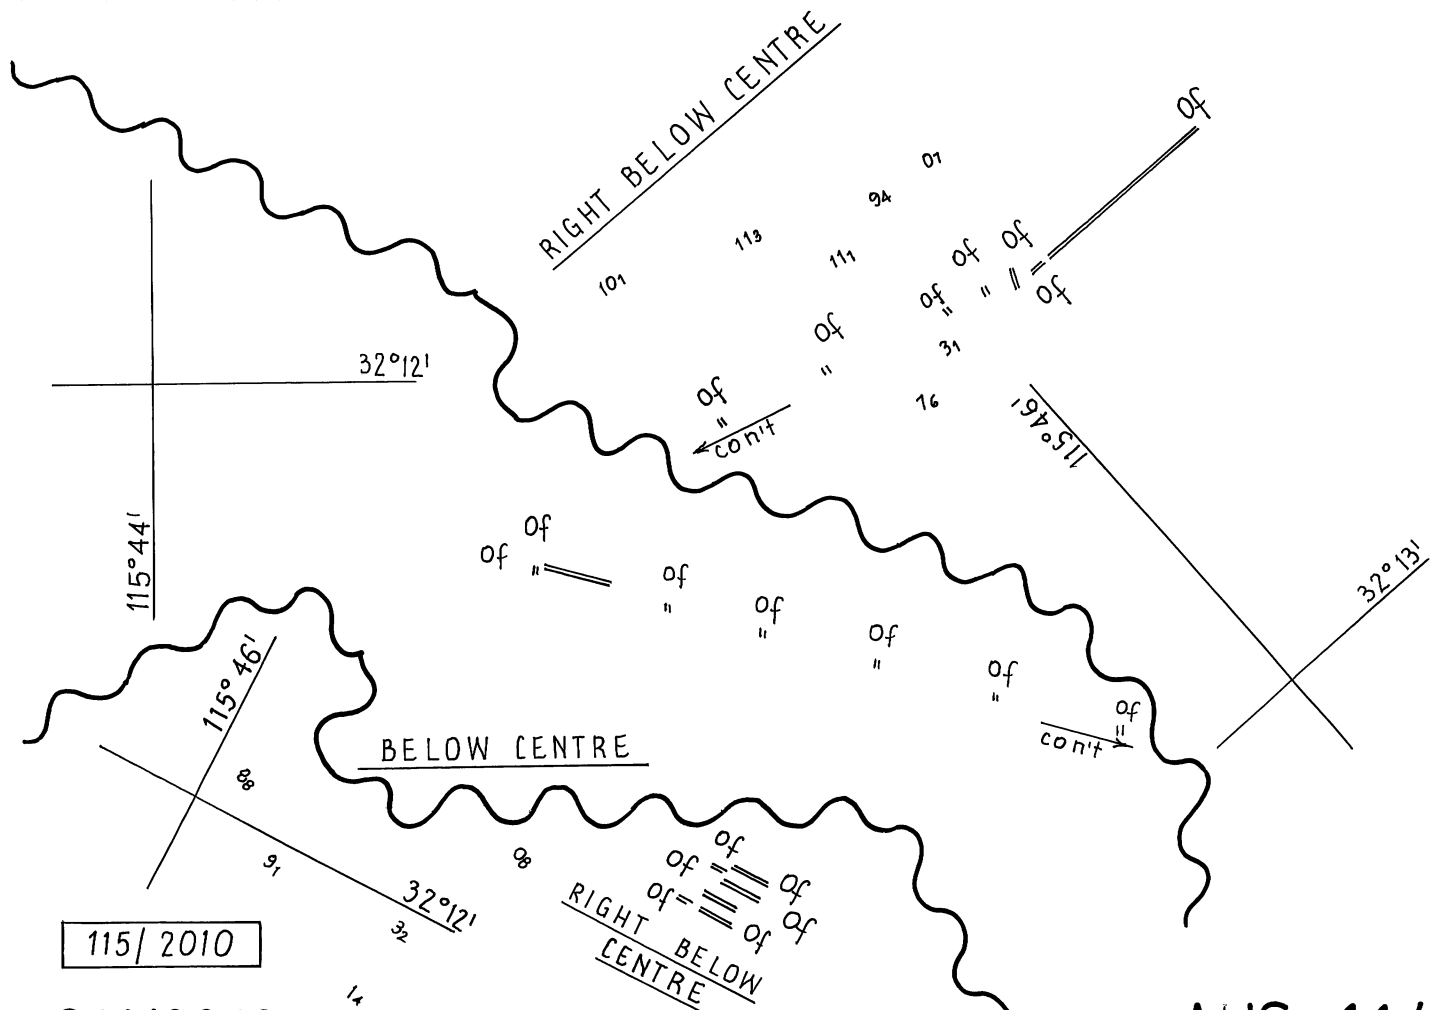 RIGHT BELOW CENTRE
Of
07
94
113
111
101
Of
Of
Of
Of
"
"
Of
"
31
76
Of
"
con't
115°46'
32°12'
115°44'
32°13'
Of
Of
"
Of
"
Of
"
Of
"
Of
"
Of
"
con't
115°46'
32°12'
88
91
32
14
BELOW CENTRE
08
Of
Of
Of
Of
Of
Of
RIGHT BELOW
CENTRE
115/2010